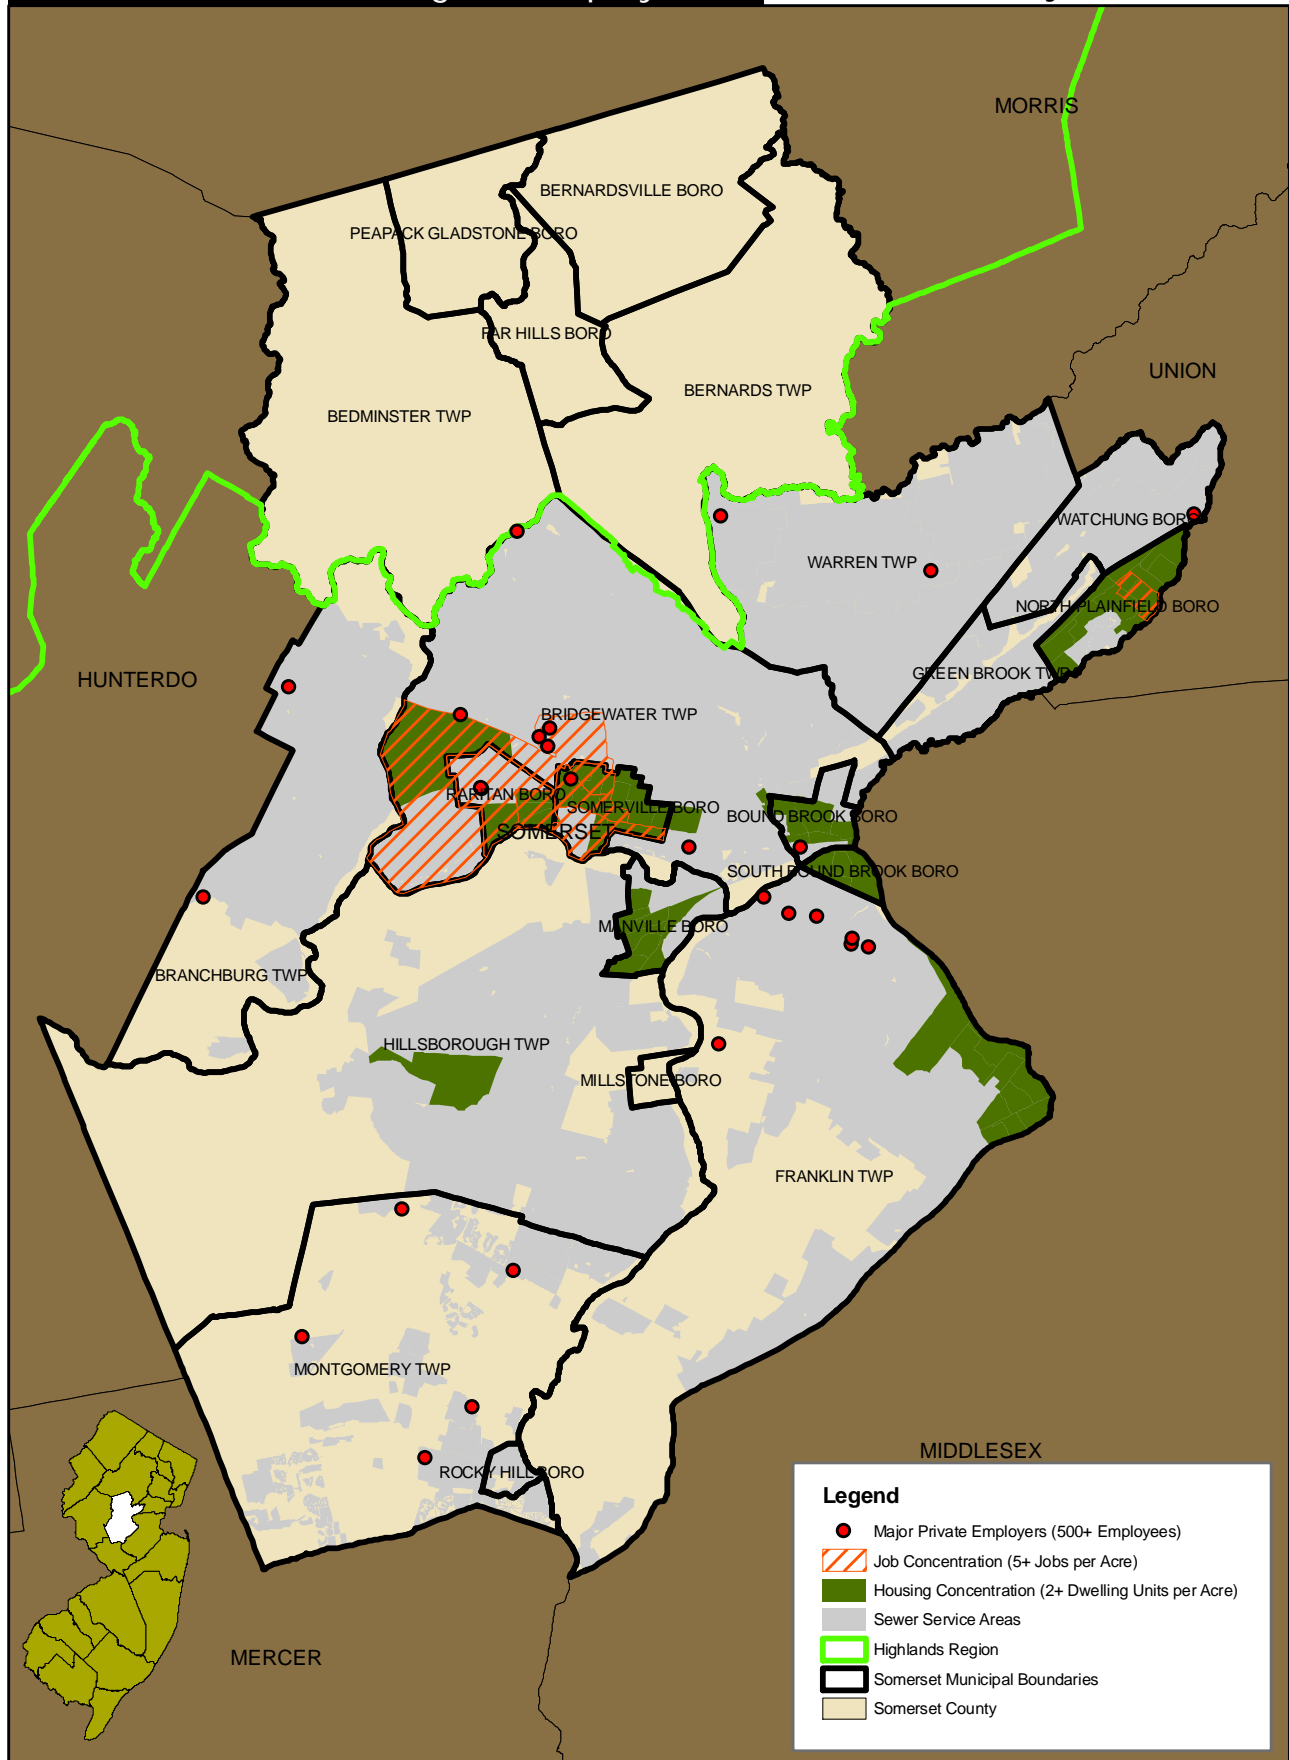 MORRIS
BERNARDSVILLE BORO
PEAPACK GLADSTONE BORO
FAR HILLS BORO
UNION
BERNARDS TWP
BEDMINSTER TWP
WATCHUNG BORO
WARREN TWP
NORTH PLAINFIELD BORO
GREEN BROOK TWP
HUNTERDO
BRIDGEWATER TWP
RARITAN BORO
SOMERVILLE BORO
BOUND BROOK BORO
SOMERSET
SOUTH BOUND BROOK BORO
MANVILLE BORO
BRANCHBURG TWP
HILLSBOROUGH TWP
MILLSTONE BORO
FRANKLIN TWP
MONTGOMERY TWP
MIDDLESEX
ROCKY HILL BORO
MERCER
Legend
Major Private Employers (500+ Employees)
Job Concentration (5+ Jobs per Acre)
Housing Concentration (2+ Dwelling Units per Acre)
Sewer Service Areas
Highlands Region
Somerset Municipal Boundaries
Somerset County